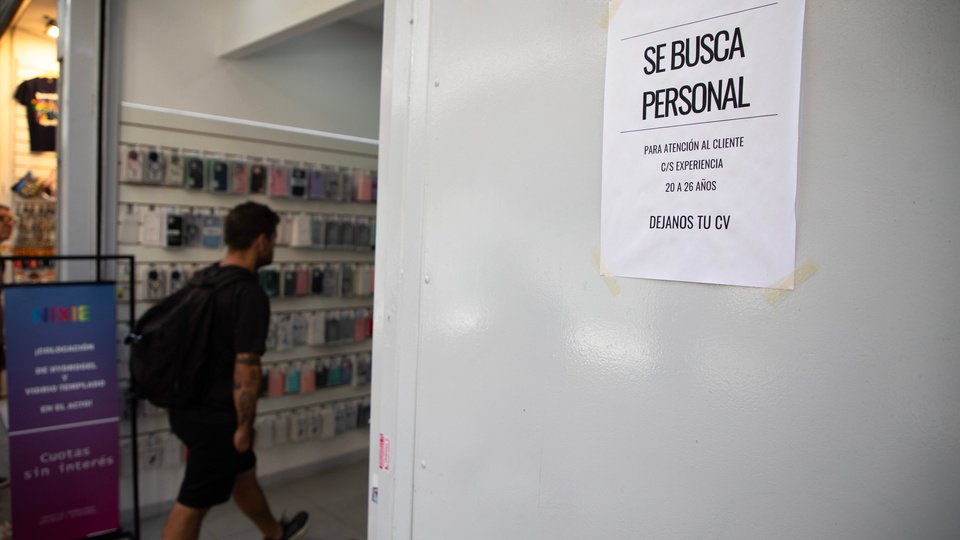 SE BUSCA
PERSONAL
PARA ATENCIÓN AL CLIENTE
C/S EXPERIENCIA
20 A 26 AÑOS
DEJANOS TU CV
NIXIE
¡COLOCACIÓN
DE HYDROGEL
Y
VIDRIO TEMPLADO
EN EL ACTO!
Cuotas
sin interés